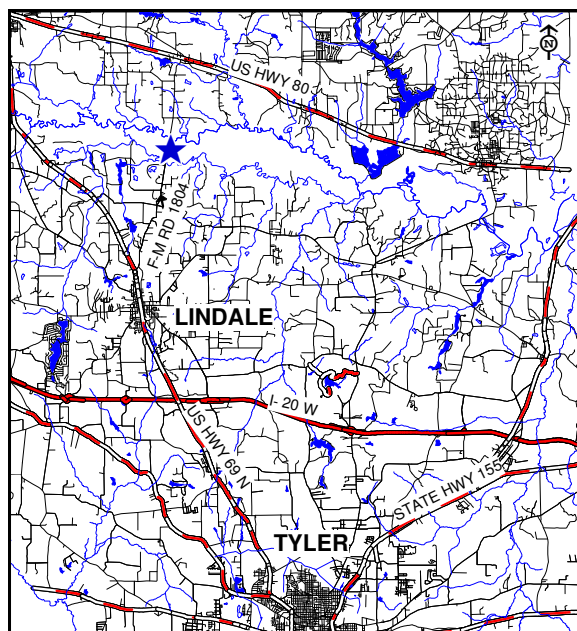 N
US HWY 80
F-M RD 1804
LINDALE
I- 20 W
US HWY 69 N
STATE HWY 155
TYLER